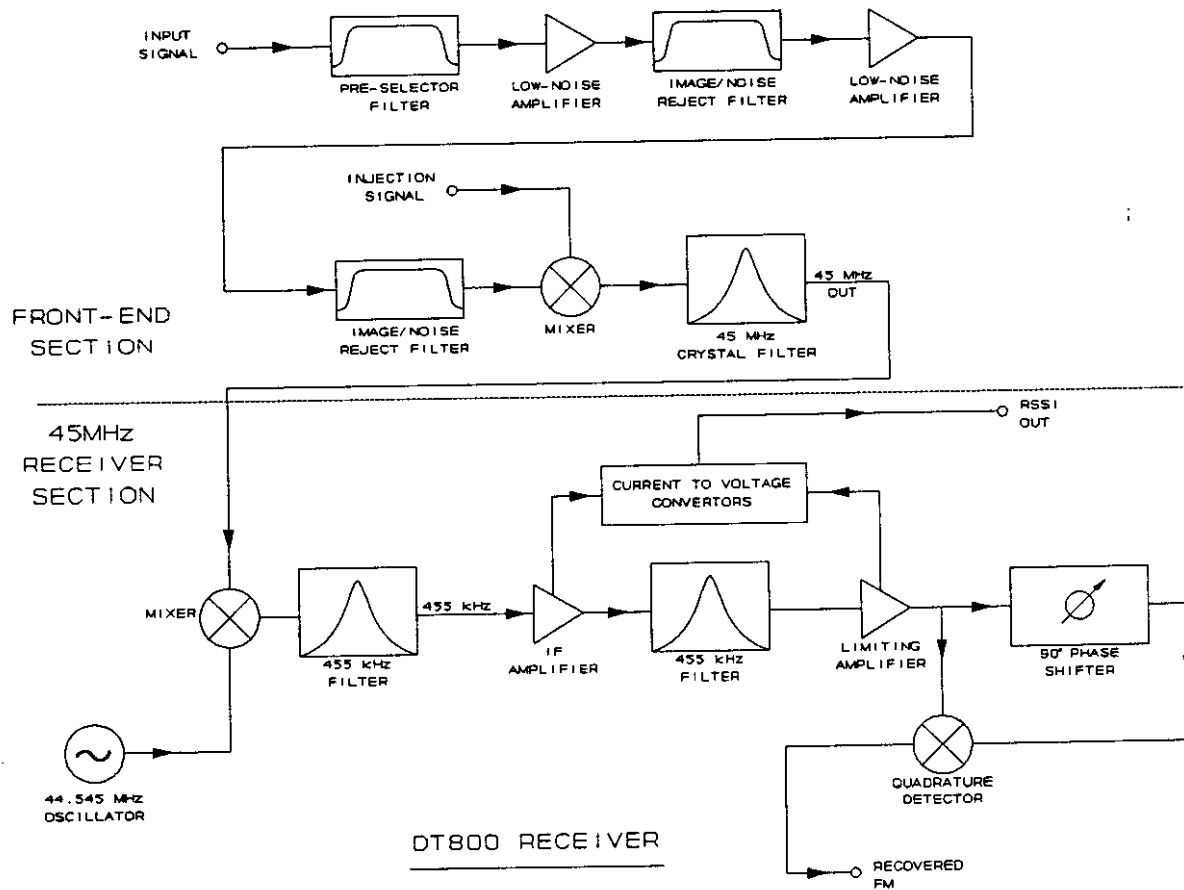 INPUT
SIGNAL
PRE-SELECTOR
FILTER
LOW-NOISE
AMPLIFIER
IMAGE/NOISE
REJECT FILTER
LOW-NOISE
AMPLIFIER
INJECTION
SIGNAL
FRONT-END
SECTION
IMAGE/NOISE
REJECT FILTER
MIXER
45 MHz
CRYSTAL FILTER
45 MHz
OUT
45MHz
RECEIVER
SECTION
RSSI
OUT
CURRENT TO VOLTAGE
CONVERTORS
MIXER
455 kHz
FILTER
455 kHz
IF
AMPLIFIER
455 kHz
FILTER
LIMITING
AMPLIFIER
90° PHASE
SHIFTER
QUADRATURE
DETECTOR
44.545 MHz
OSCILLATOR
DT800 RECEIVER
RECOVERED
FM